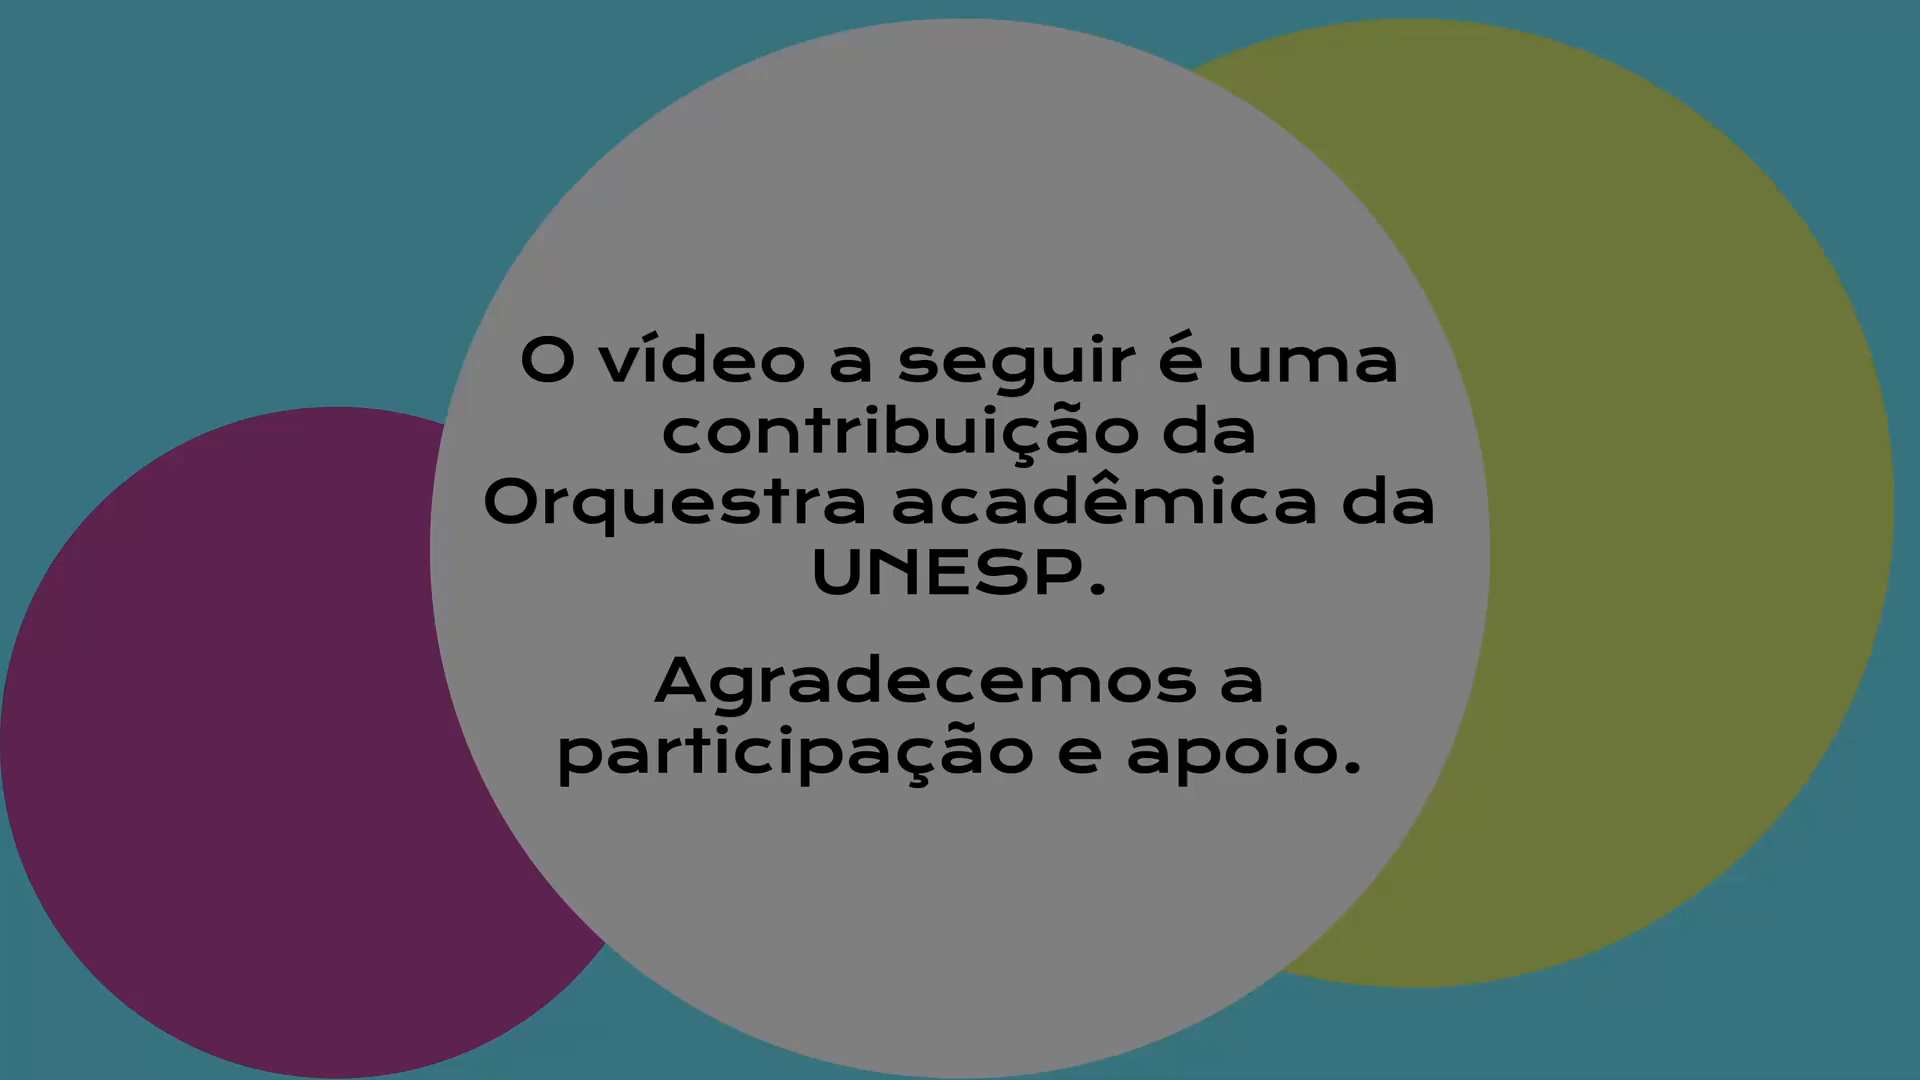 O vídeo a seguir é uma
contribuição da
Orquestra acadêmica da
UNESP.
Agradecemos a
participação e apoio.